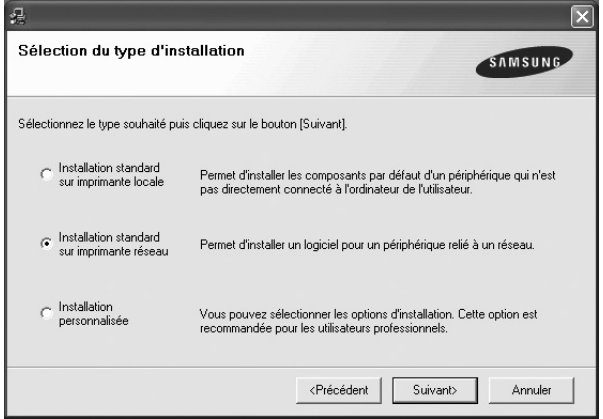 Sélection du type d'installation
SAMSUNG
Sélectionnez le type souhaité puis cliquez sur le bouton [Suivant].
Installation standard
sur imprimante locale
Permet d'installer les composants par défaut d'un périphérique qui n'est
pas directement connecté à l'ordinateur de l'utilisateur.
Installation standard
sur imprimante réseau
Permet d'installer un logiciel pour un périphérique relié à un réseau.
Installation
personnalisée
Vous pouvez sélectionner les options d'installation. Cette option est
recommandée pour les utilisateurs professionnels.
<Précédent
Suivant>
Annuler